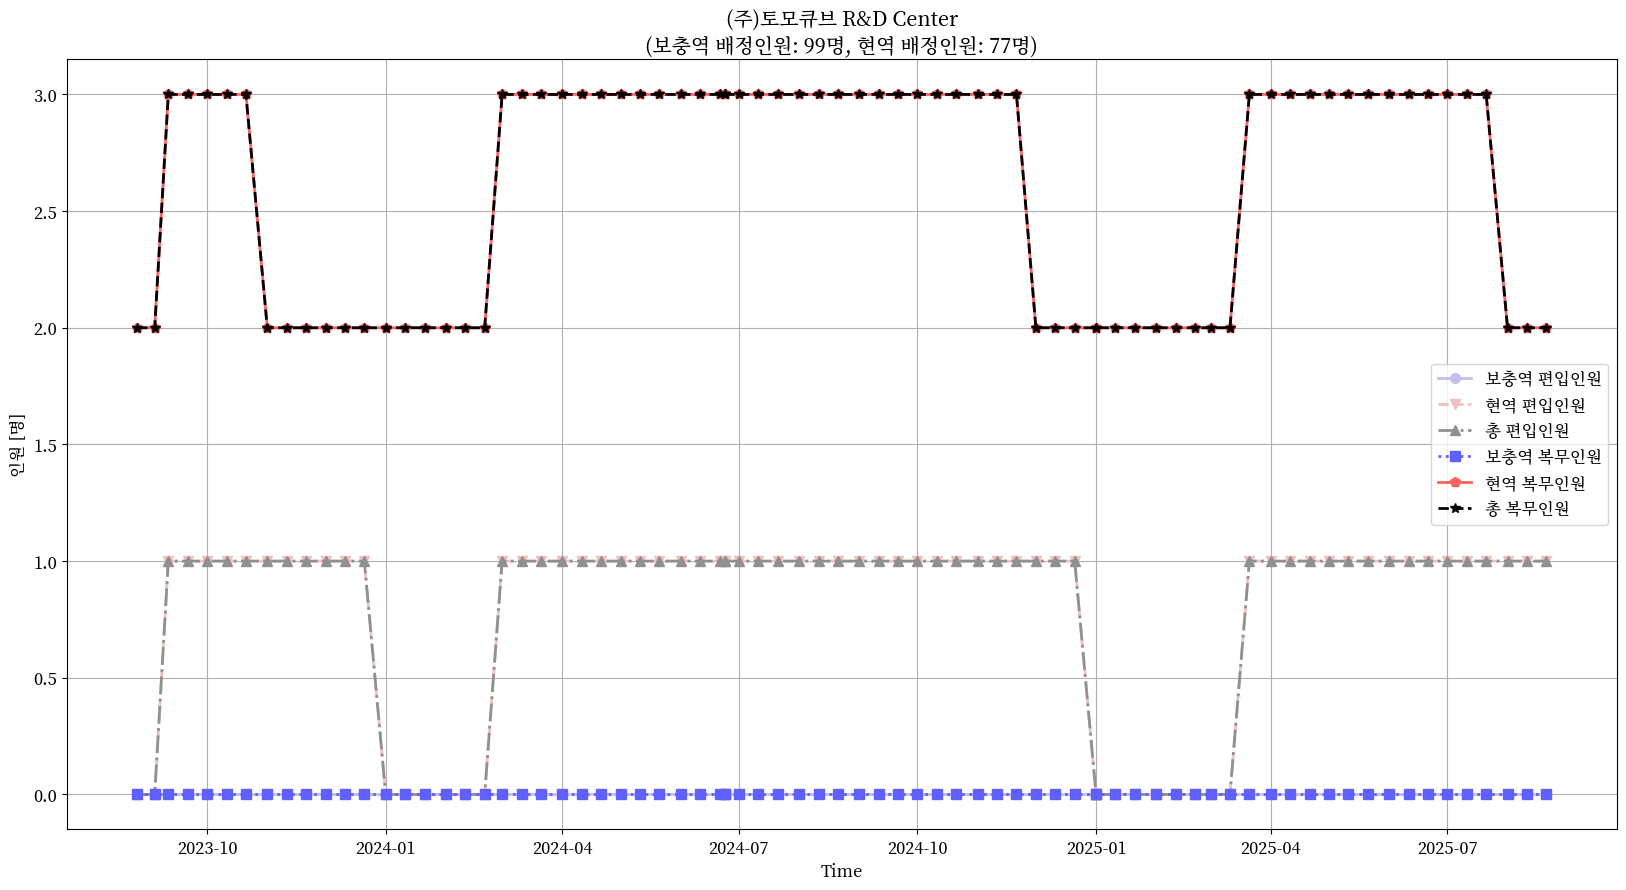 (주)토모큐브 R&D Center
(보충역 배정인원: 99명, 현역 배정인원: 77명)
3.0
2.5
2.0
1.5
1.0
0.5
0.0
인원 [명]
보충역 편입인원
현역 편입인원
총 편입인원
보충역 복무인원
현역 복무인원
총 복무인원
2023-10
2024-01
2024-04
2024-07
2024-10
2025-01
2025-04
2025-07
Time